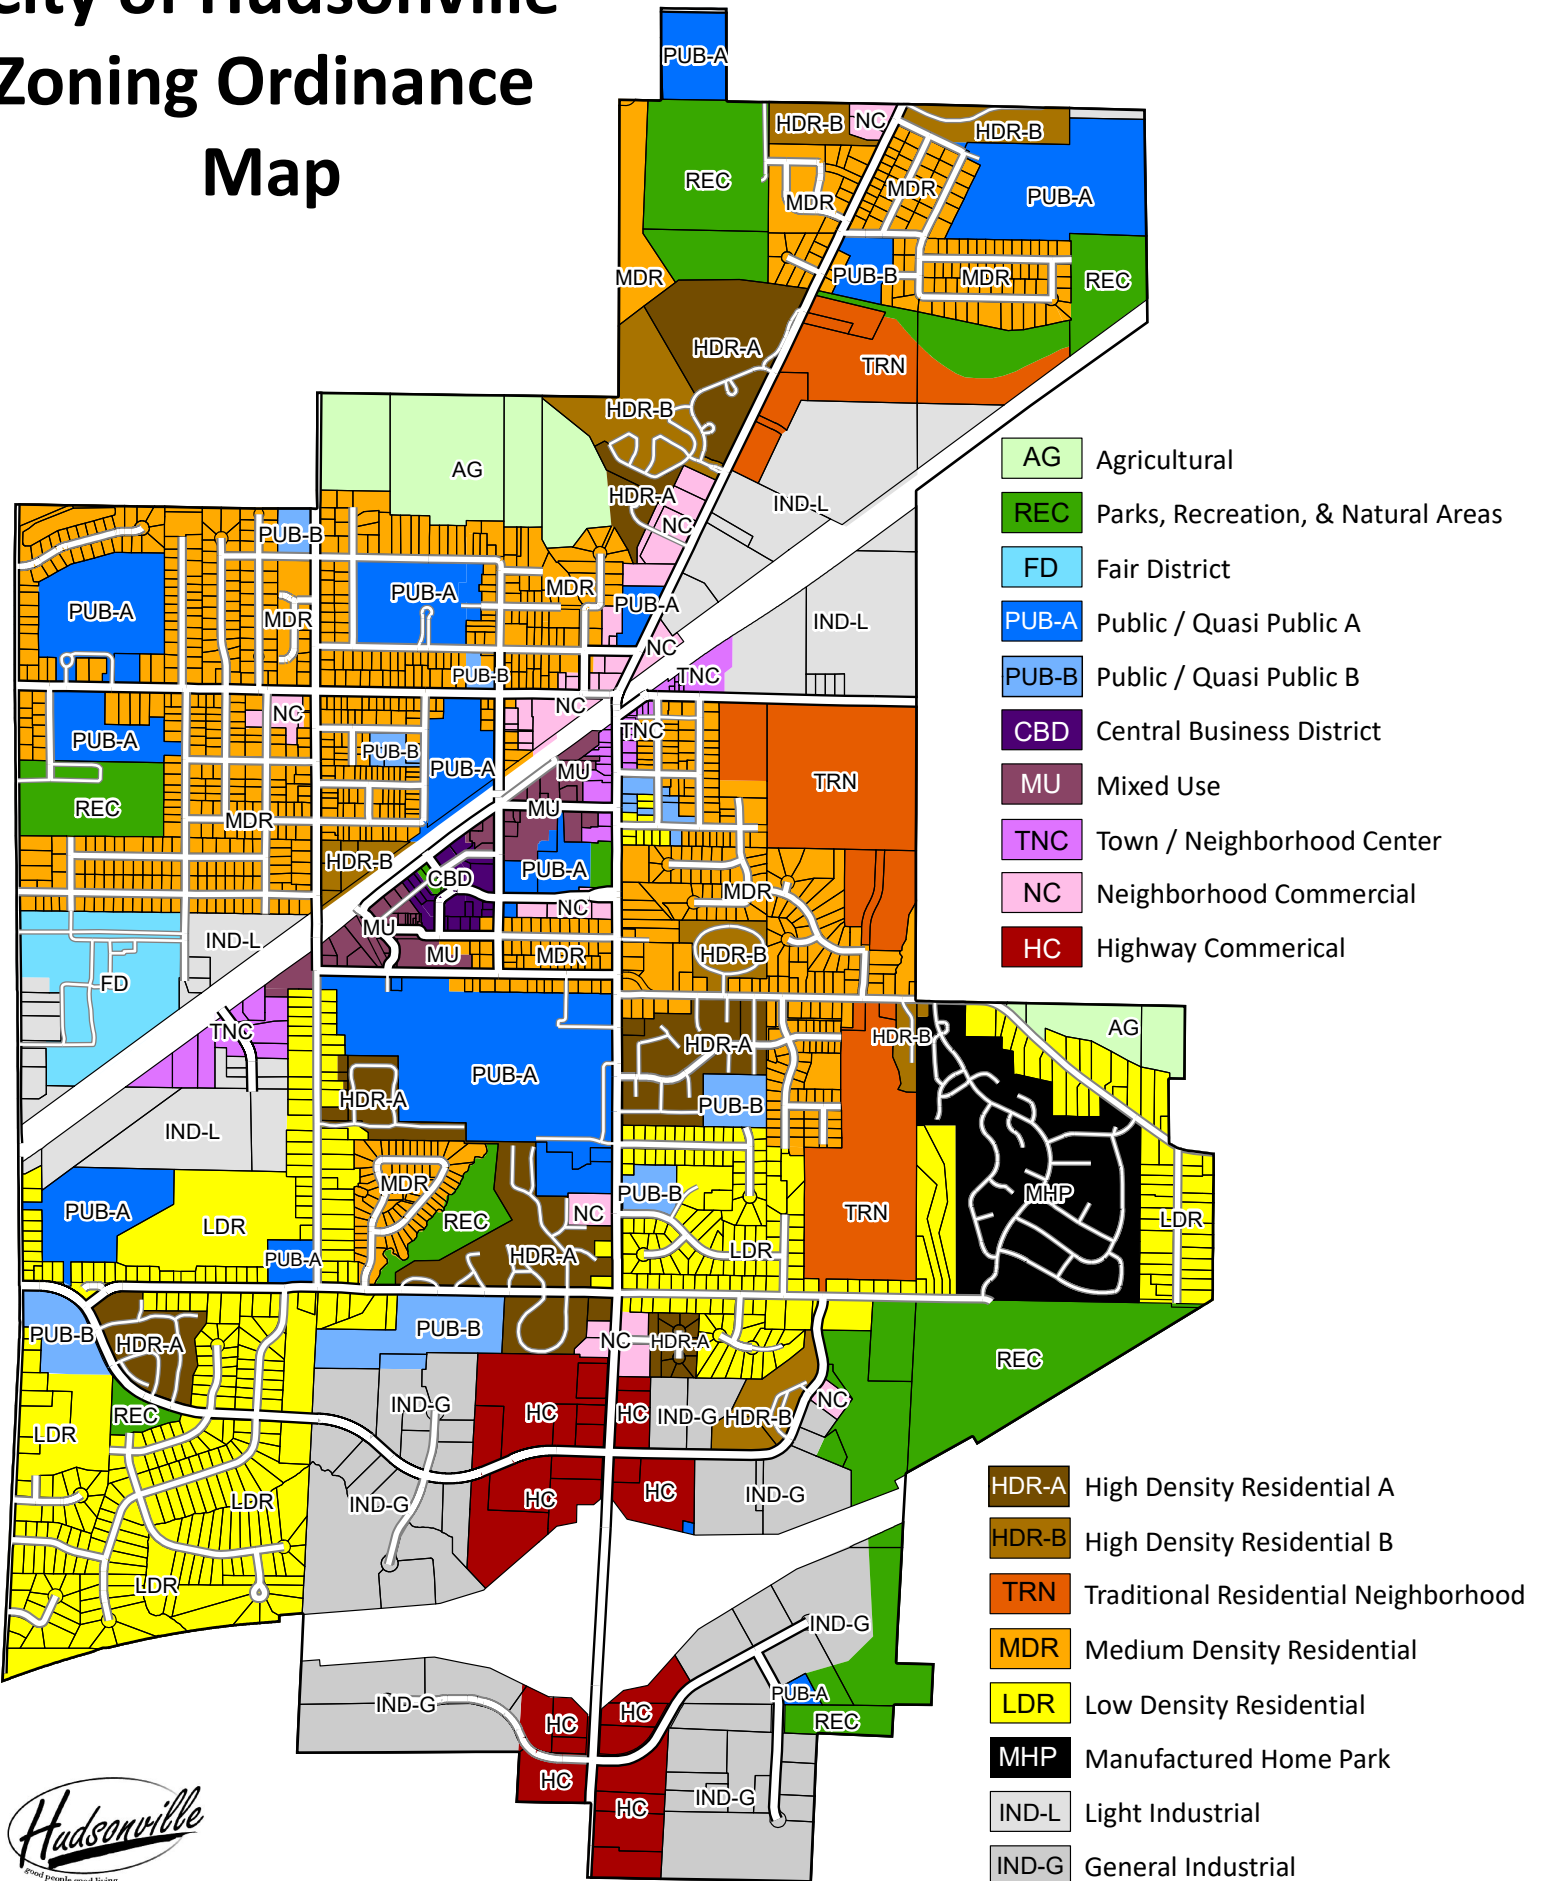 City of Hudsonville
Zoning Ordinance
Map
PUB-A
HDR-B
NC
HDR-B
REC
MDR
MDR
PUB-A
MDR
PUB-B
MDR
REC
HDR-A
TRN
HDR-B
AG
HDR-A
NC
IND-L
PUB-B
PUB-A
MDR
PUB-A
PUB-A
MDR
IND-L
NC
PUB-B
TNC
NC
NC
TNC
PUB-A
PUB-B
PUB-A
MU
TRN
REC
MDR
MU
HDR-B
CBD
PUB-A
MDR
NC
MU
IND-L
MU
MDR
HDR-B
FD
TNC
HDR-A
HDR-B
AG
PUB-A
HDR-A
PUB-B
IND-L
MDR
PUB-B
MHP
PUB-A
LDR
REC
NC
TRN
LDR
PUB-A
HDR-A
LDR
PUB-B
HDR-A
PUB-B
NC
HDR-A
REC
LDR
REC
IND-G
HC
HC
IND-G
HDR-B
NC
LDR
IND-G
HC
HC
IND-G
LDR
IND-G
IND-G
HC
HC
PUB-A
REC
HC
HC
IND-G
AG Agricultural
REC Parks, Recreation, & Natural Areas
FD Fair District
PUB-A Public / Quasi Public A
PUB-B Public / Quasi Public B
CBD Central Business District
MU Mixed Use
TNC Town / Neighborhood Center
NC Neighborhood Commercial
HC Highway Commerical
HDR-A High Density Residential A
HDR-B High Density Residential B
TRN Traditional Residential Neighborhood
MDR Medium Density Residential
LDR Low Density Residential
MHP Manufactured Home Park
IND-L Light Industrial
IND-G General Industrial
Hudsonville
good people good living